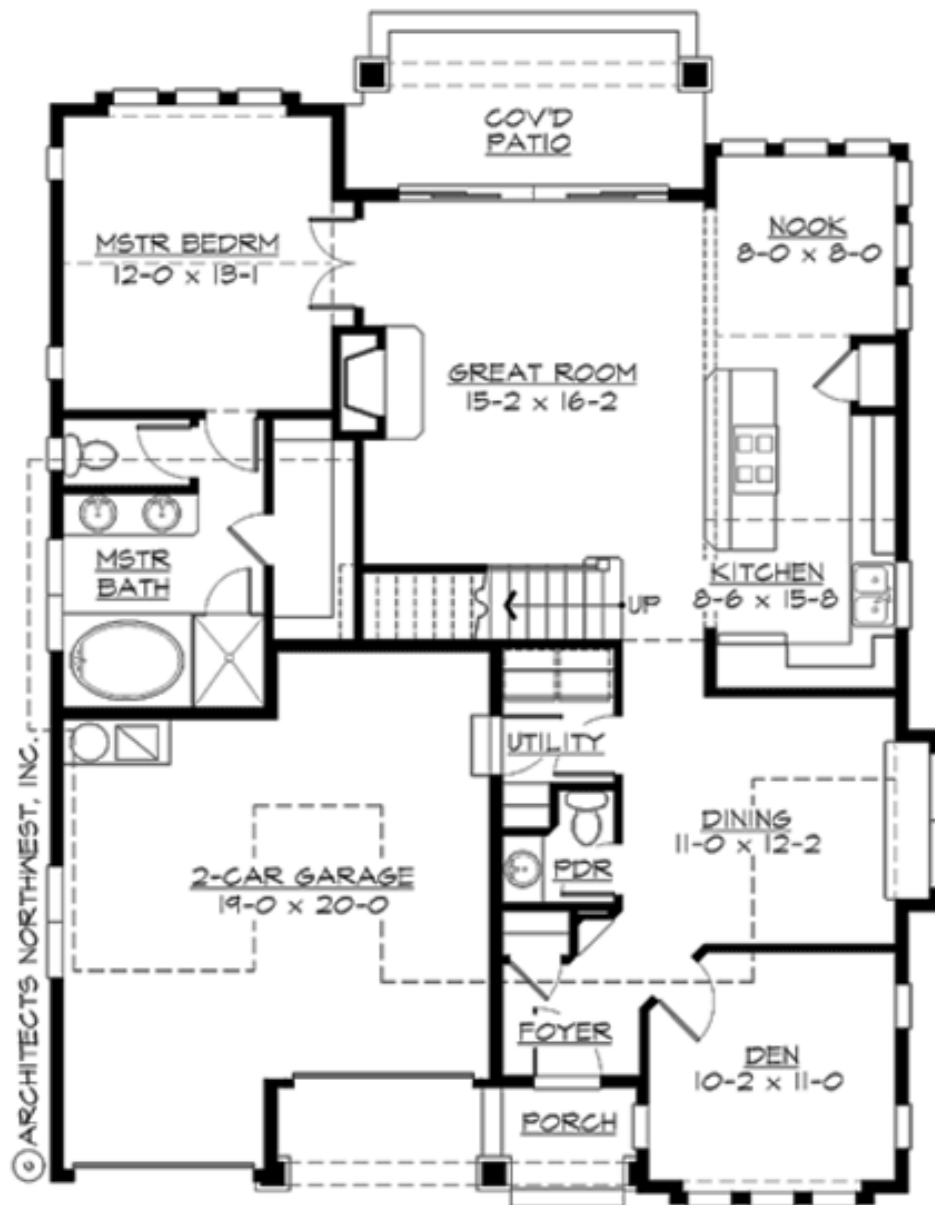 COV'D
PATIO
NOOK
8-0 x 8-0
MSTR BEDRM
12-0 x 13-1
GREAT ROOM
15-2 x 16-2
MSTR
BATH
KITCHEN
8-6 x 15-8
UP
UTILITY
DINING
11-0 x 12-2
PDR
2-CAR GARAGE
19-0 x 20-0
FOYER
DEN
10-2 x 11-0
PORCH
© ARCHITECTS NORTHWEST, INC.